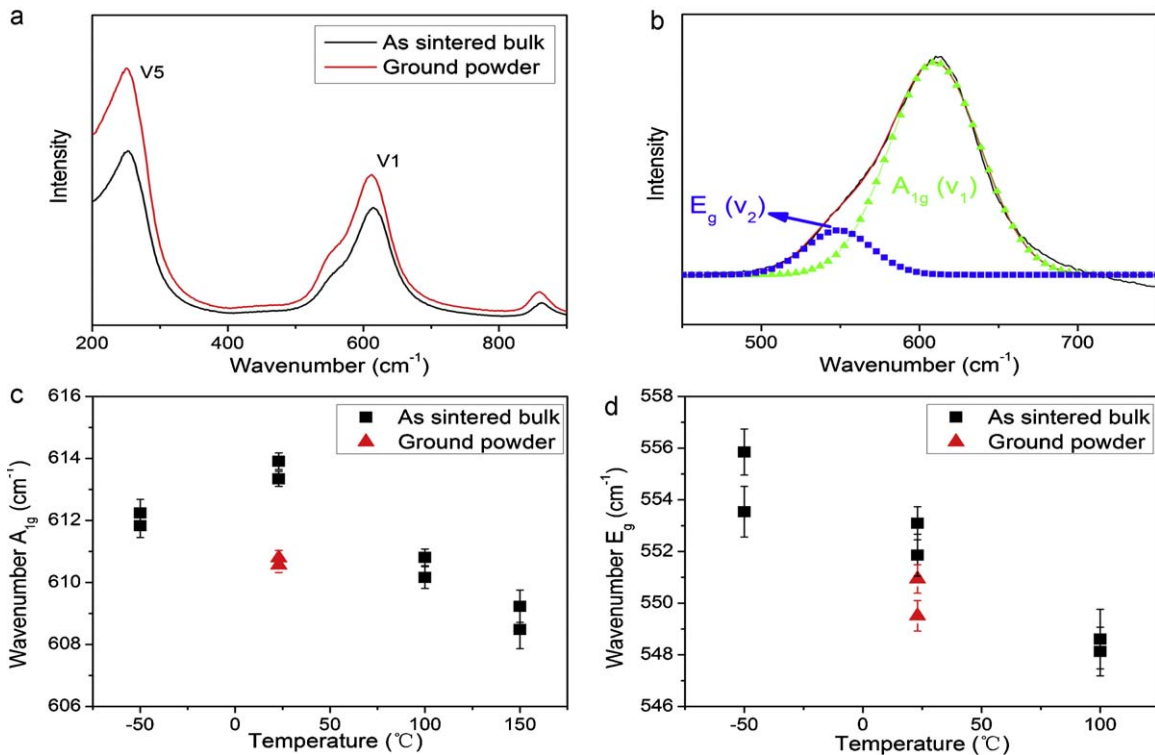 a
As sintered bulk
Ground powder
V5
V1
Intensity
200 400 600 800
Wavenumber (cm⁻¹)
b
Intensity
E_g (v₂)
A_1g (v₁)
500 600 700
Wavenumber (cm⁻¹)
c
As sintered bulk
Ground powder
Wavenumber A_1g (cm⁻¹)
616
614
612
610
608
606
-50 0 50 100 150
Temperature (℃)
d
As sintered bulk
Ground powder
Wavenumber E_g (cm⁻¹)
558
556
554
552
550
548
546
-50 0 50 100
Temperature (℃)